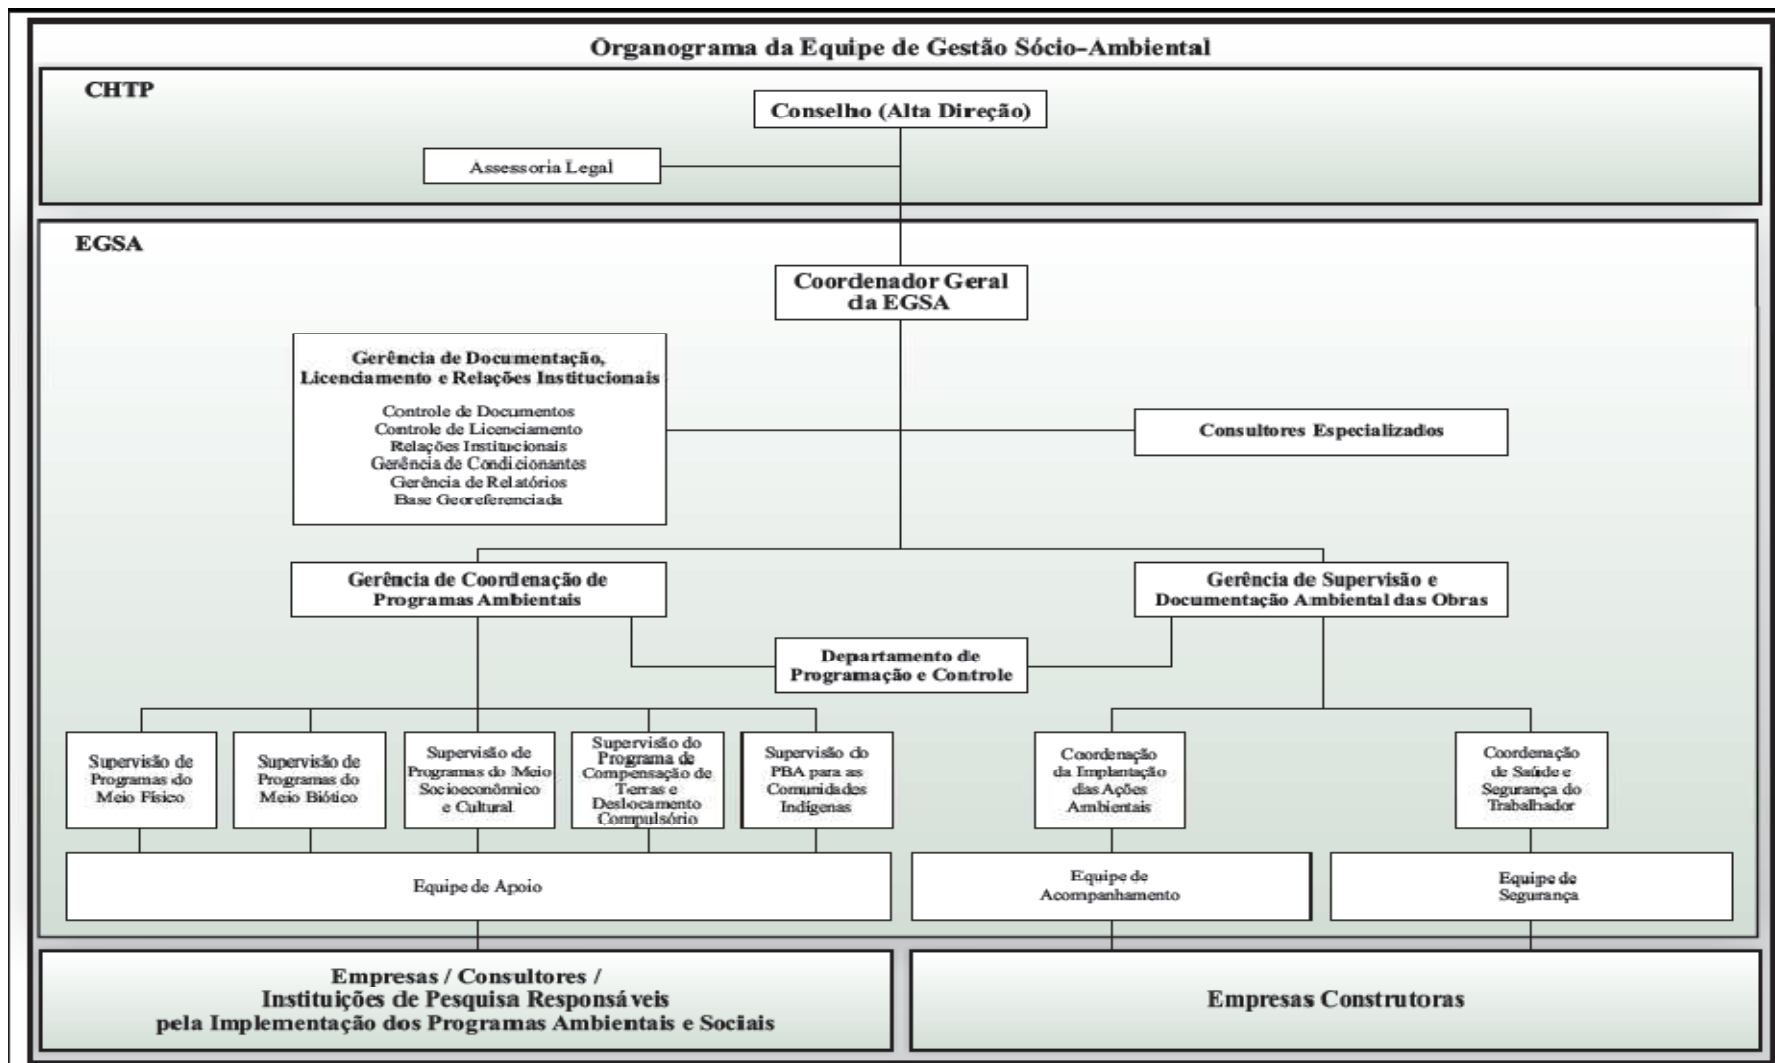 Organograma da Equipe de Gestão Sócio-Ambiental
CHTP
Conselho (Alta Direção)
Assessoria Legal
EGSA
Coordenador Geral
da EGSA
Gerência de Documentação,
Licenciamento e Relações Institucionais
Controle de Documentos
Controle de Licenciamento
Relações Institucionais
Gerência de Condicionantes
Gerência de Relatórios
Base Georeferenciada
Consultores Especializados
Gerência de Coordenação de
Programas Ambientais
Gerência de Supervisão e
Documentação Ambiental das Obras
Departamento de
Programação e Controle
Supervisão de
Programas do
Meio Físico
Supervisão de
Programas do
Meio Biótico
Supervisão de
Programas do Meio
Socioeconômico
e Cultural
Supervisão do
Programa de
Compensação de
Terras e
Deslocamento
Compulsório
Supervisão do
PBA para as
Comunidades
Indígenas
Coordenação
da Implantação
das Ações
Ambientais
Coordenação
de Saúde e
Segurança do
Trabalhador
Equipe de Apoio
Equipe de
Acompanhamento
Equipe de
Segurança
Empresas / Consultores /
Instituições de Pesquisa Responsáveis
pela Implementação dos Programas Ambientais e Sociais
Empresas Construtoras